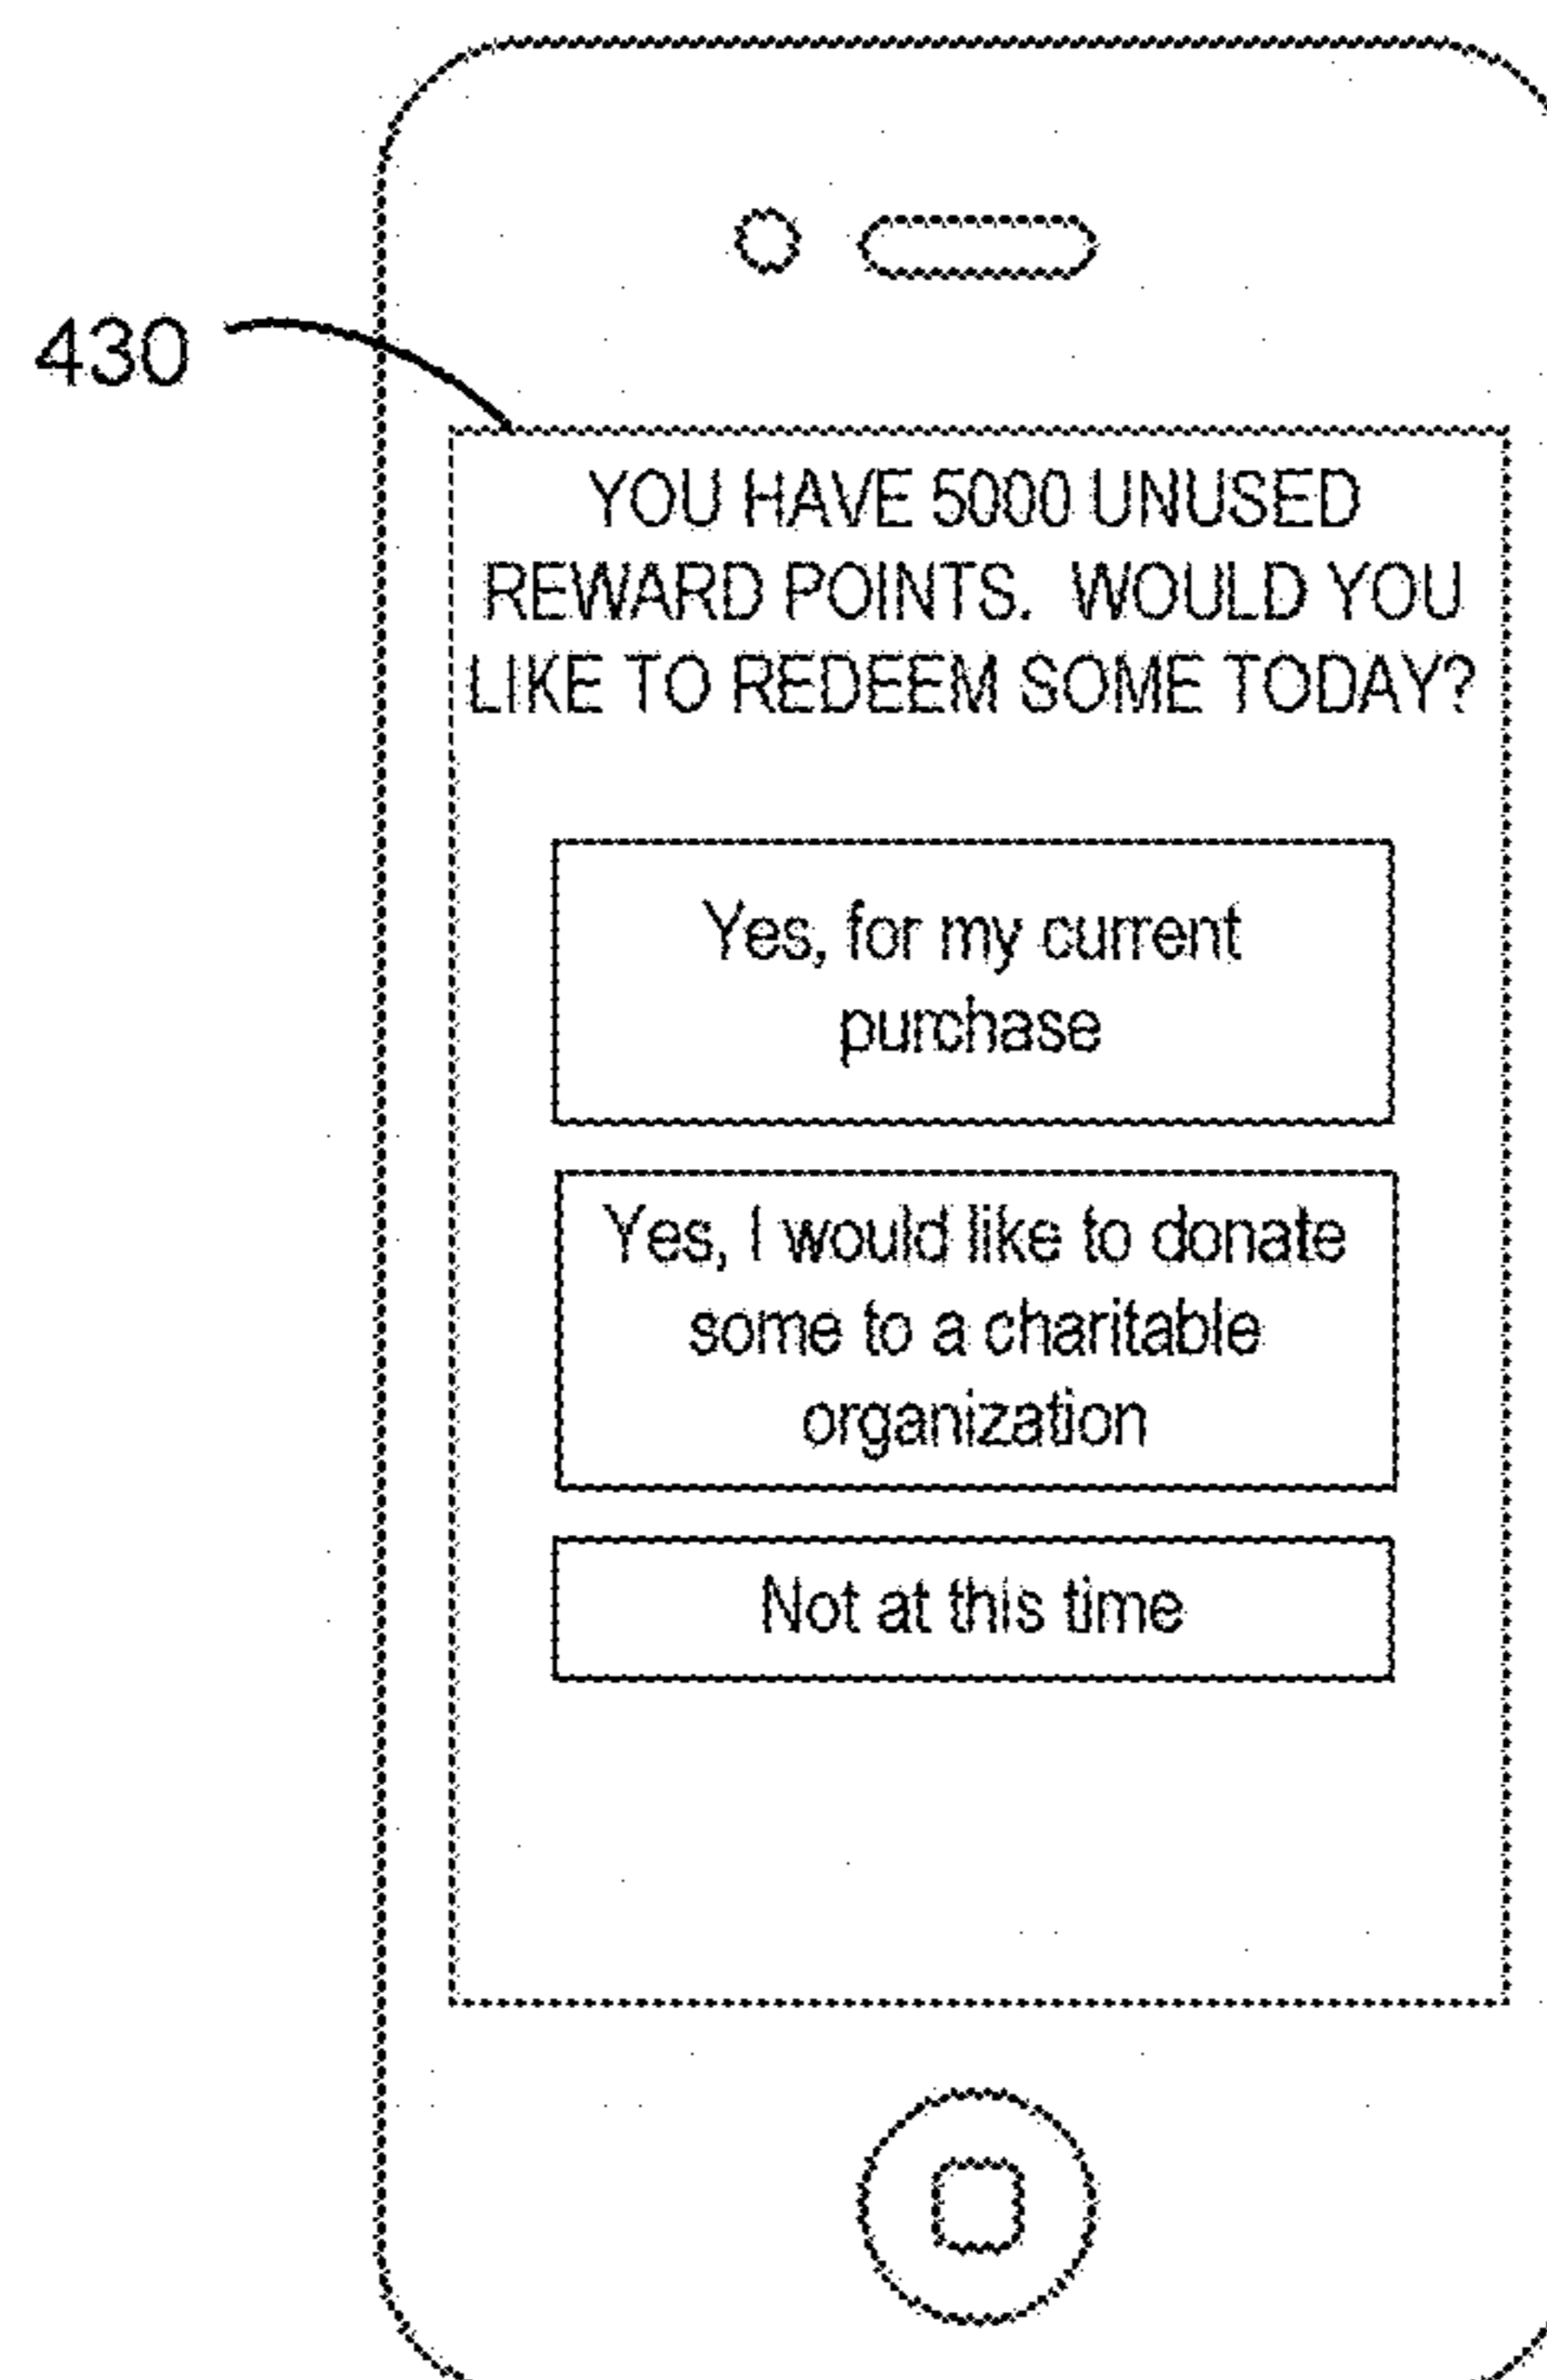 430
YOU HAVE 5000 UNUSED
REWARD POINTS. WOULD YOU
LIKE TO REDEEM SOME TODAY?
Yes, for my current
purchase
Yes, I would like to donate
some to a charitable
organization
Not at this time